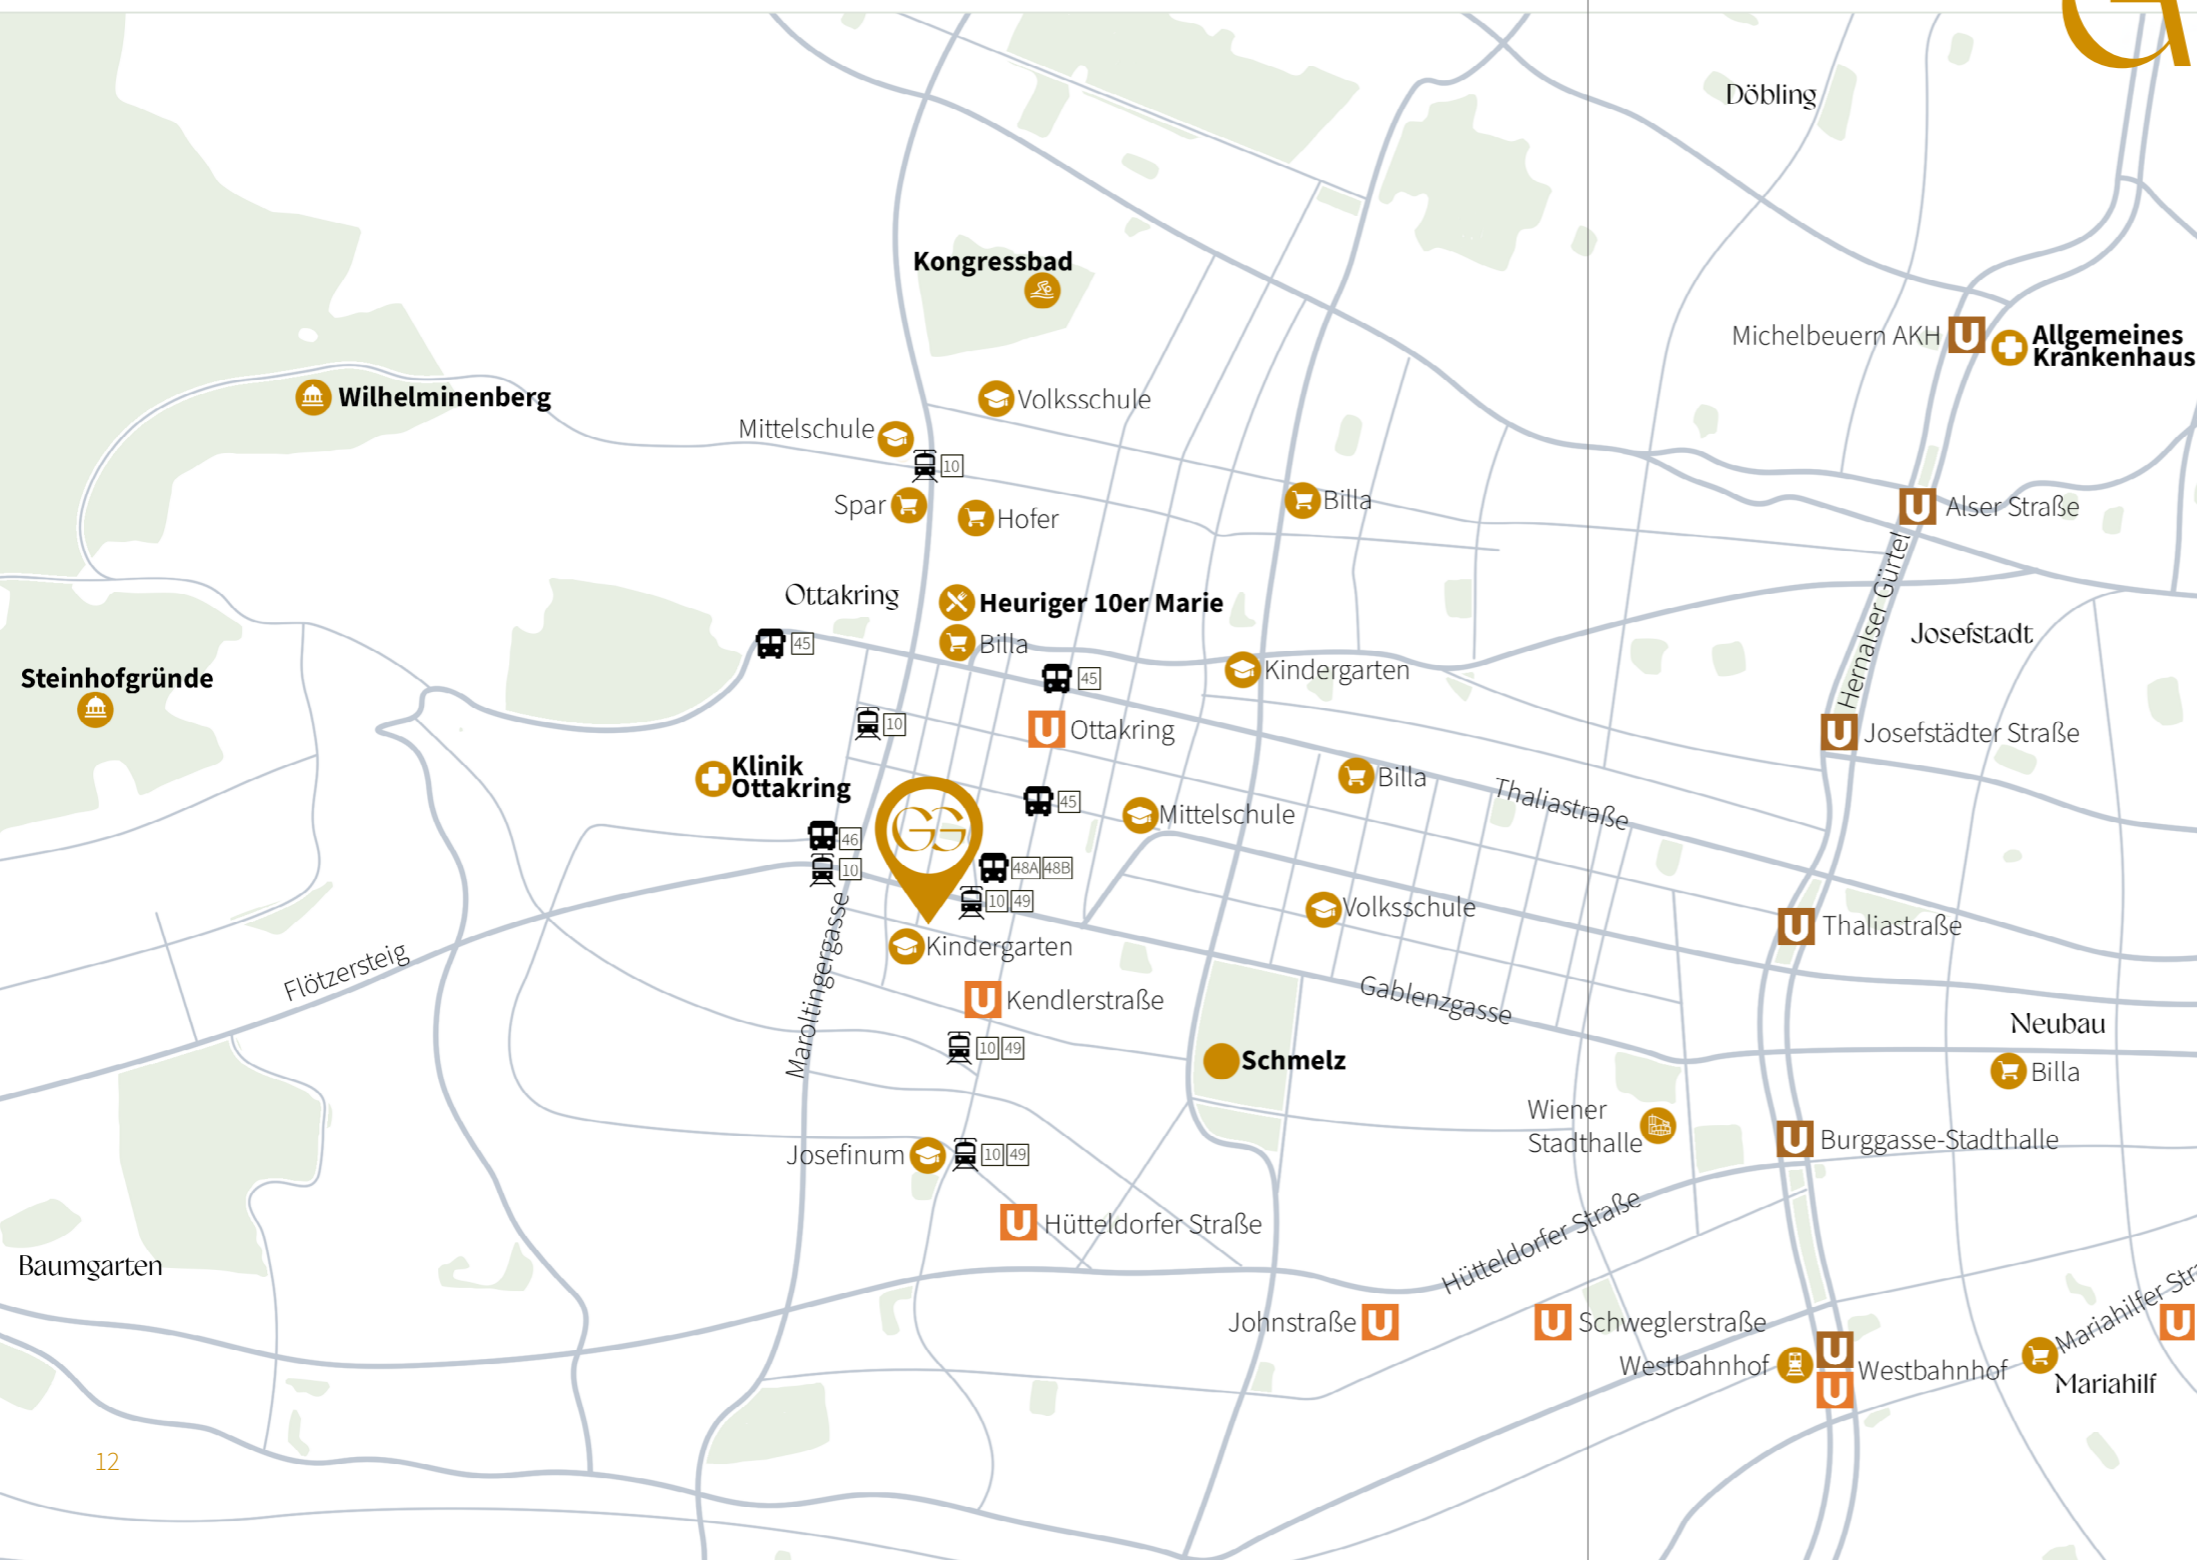 Döbling
Kongressbad
Michelbeuern AKH
U
Allgemeines
Krankenhaus
Wilhelminenberg
Volksschule
Mittelschule
10
Spar
Hofer
Billa
U
Alser Straße
Hernalser Gürtel
Ottakring
Heuriger 10er Marie
Billa
45
Josefstadt
Steinhofgründe
45
Kindergarten
10
U
Ottakring
U
Josefstädter Straße
Klinik
Ottakring
Billa
Thaliastraße
45
Mittelschule
GG
46
10
48A
48B
10
49
Volksschule
U
Thaliastraße
Maroltingergasse
Kindergarten
Flötzersteig
U
Kendlerstraße
Gablenzgasse
Neubau
10
49
Schmelz
Billa
Wiener
Stadthalle
U
Burggasse-Stadthalle
Josefinum
10
49
U
Hütteldorfer Straße
Hütteldorfer Straße
Baumgarten
Johnstraße
U
U
Schweglerstraße
Mariahilfer
U
Westbahnhof
U
U
Westbahnhof
Mariahilf
12